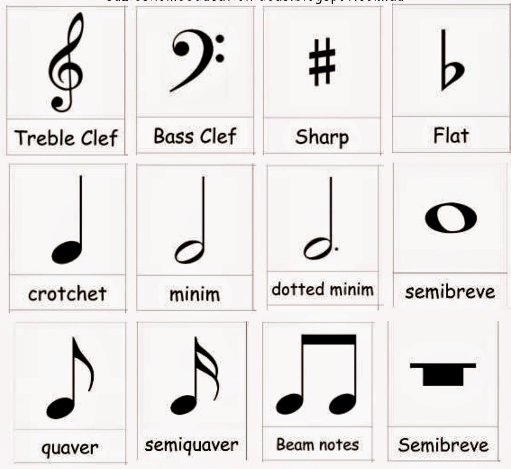 Treble Clef
Bass Clef
Sharp
Flat
crotchet
minim
dotted minim
semibreve
quaver
semiquaver
Beam notes
Semibreve